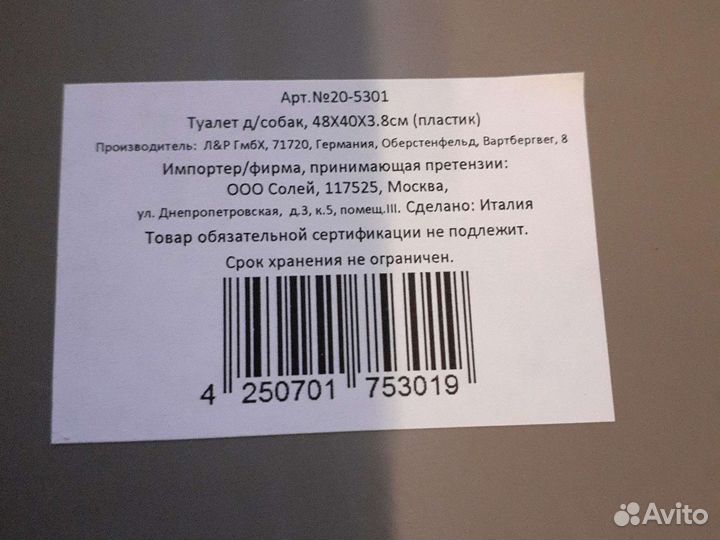 Арт.№20-5301
Туалет д/собак, 48Х40Х3.8см (пластик)
Производитель: Л&Р ГмбХ, 71720, Германия, Оберстенфельд, Вартбергвег, 8
Импортер/фирма, принимающая претензии:
ООО Солей, 117525, Москва,
ул. Днепропетровская, д.3, к.5, помещ.III. Сделано: Италия
Товар обязательной сертификации не подлежит.
Срок хранения не ограничен.
4 250701 753019
Avito